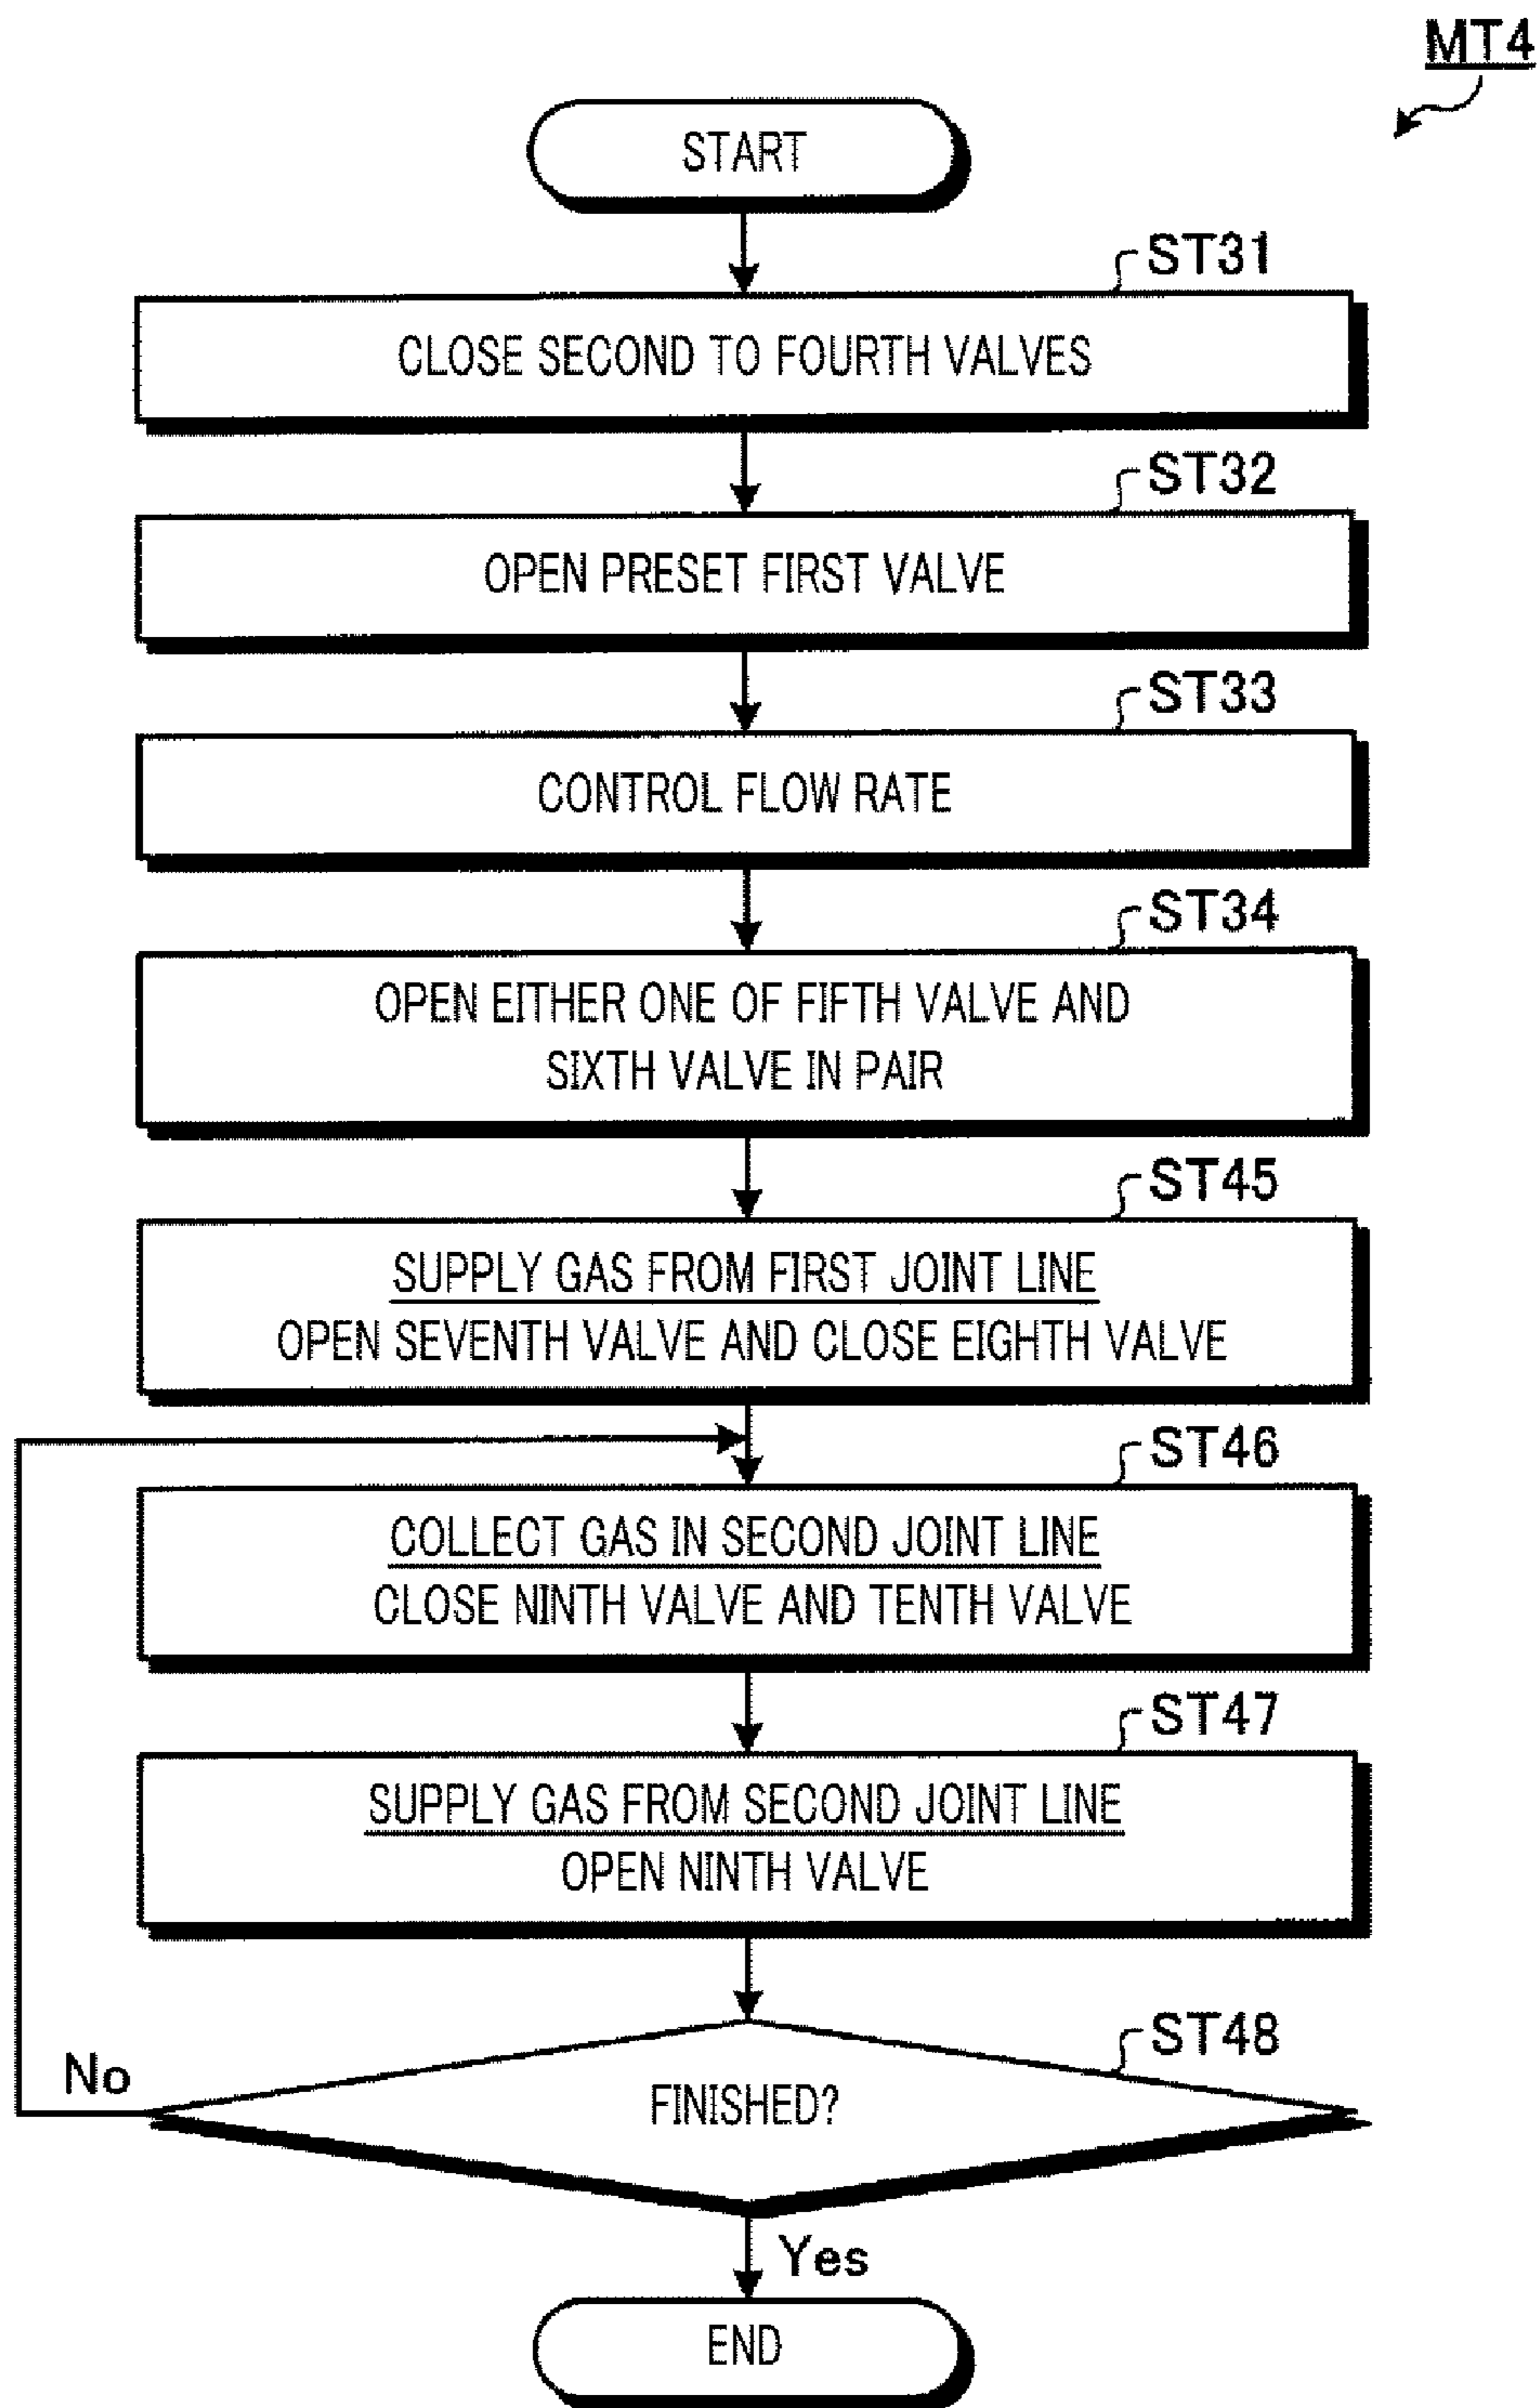 MT4
START
ST31
CLOSE SECOND TO FOURTH VALVES
ST32
OPEN PRESET FIRST VALVE
ST33
CONTROL FLOW RATE
ST34
OPEN EITHER ONE OF FIFTH VALVE AND
SIXTH VALVE IN PAIR
ST45
SUPPLY GAS FROM FIRST JOINT LINE
OPEN SEVENTH VALVE AND CLOSE EIGHTH VALVE
ST46
COLLECT GAS IN SECOND JOINT LINE
CLOSE NINTH VALVE AND TENTH VALVE
ST47
SUPPLY GAS FROM SECOND JOINT LINE
OPEN NINTH VALVE
ST48
No
FINISHED?
Yes
END